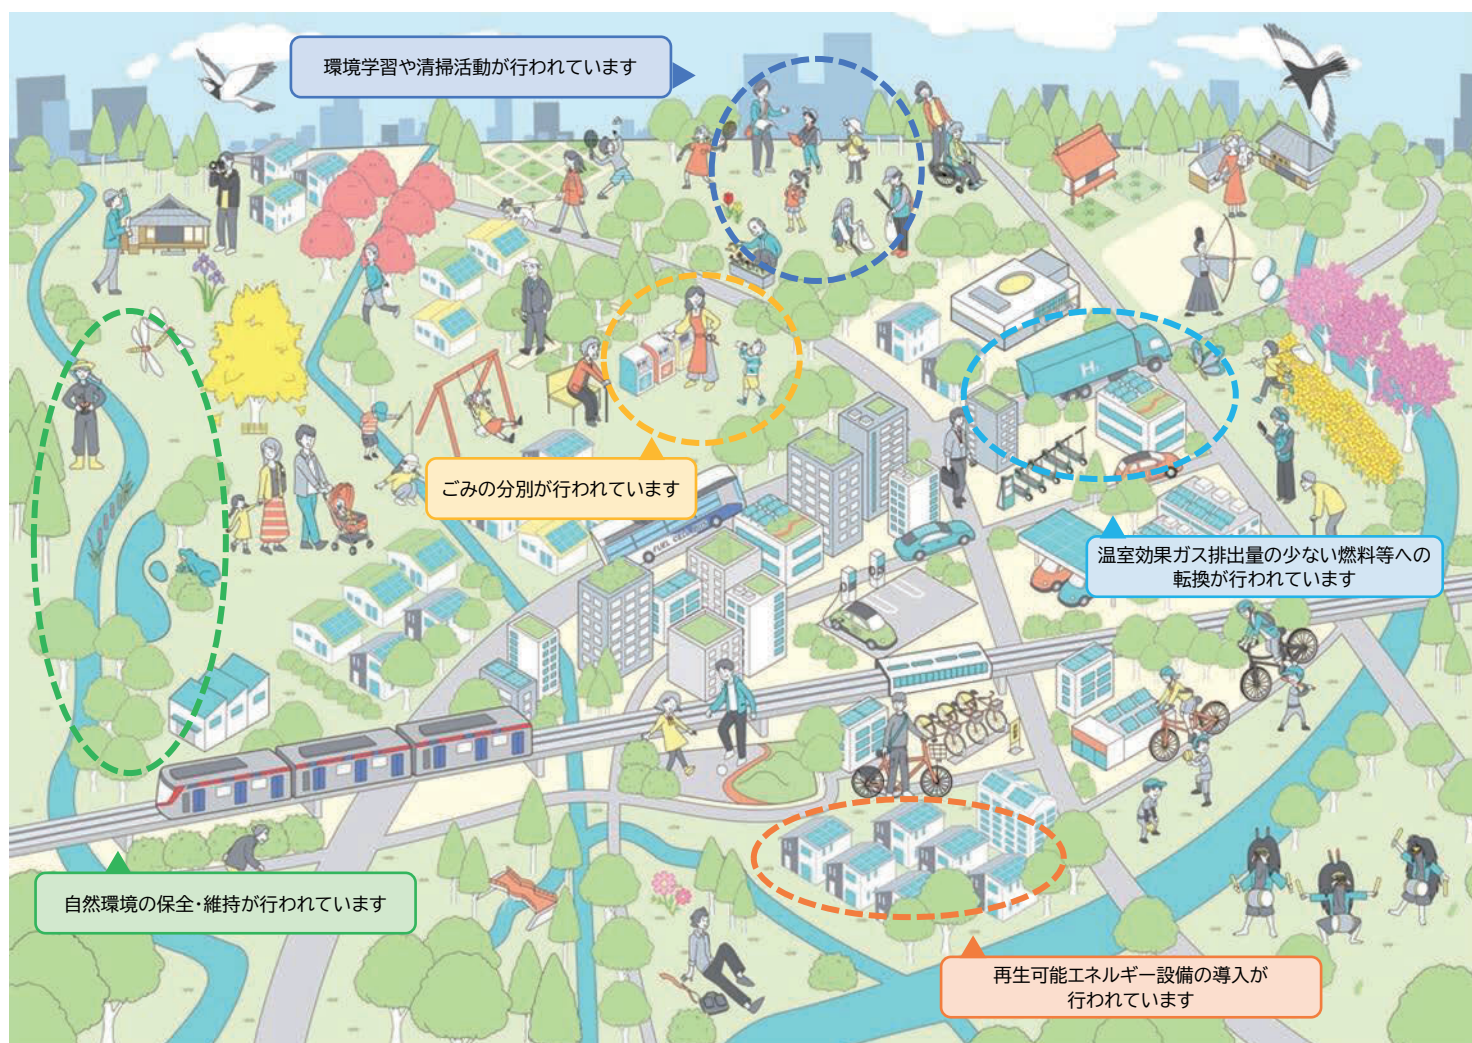 環境学習や清掃活動が行われています
H₂
ごみの分別が行われています
FUEL CELL BUS
温室効果ガス排出量の少ない燃料等への
転換が行われています
自然環境の保全・維持が行われています
再生可能エネルギー設備の導入が
行われています